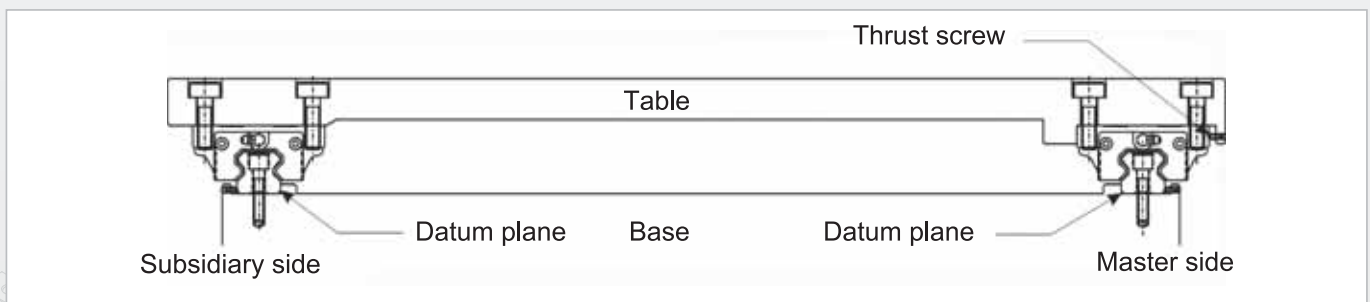 Thrust screw
Table
Datum plane
Base
Datum plane
Subsidiary side
Master side